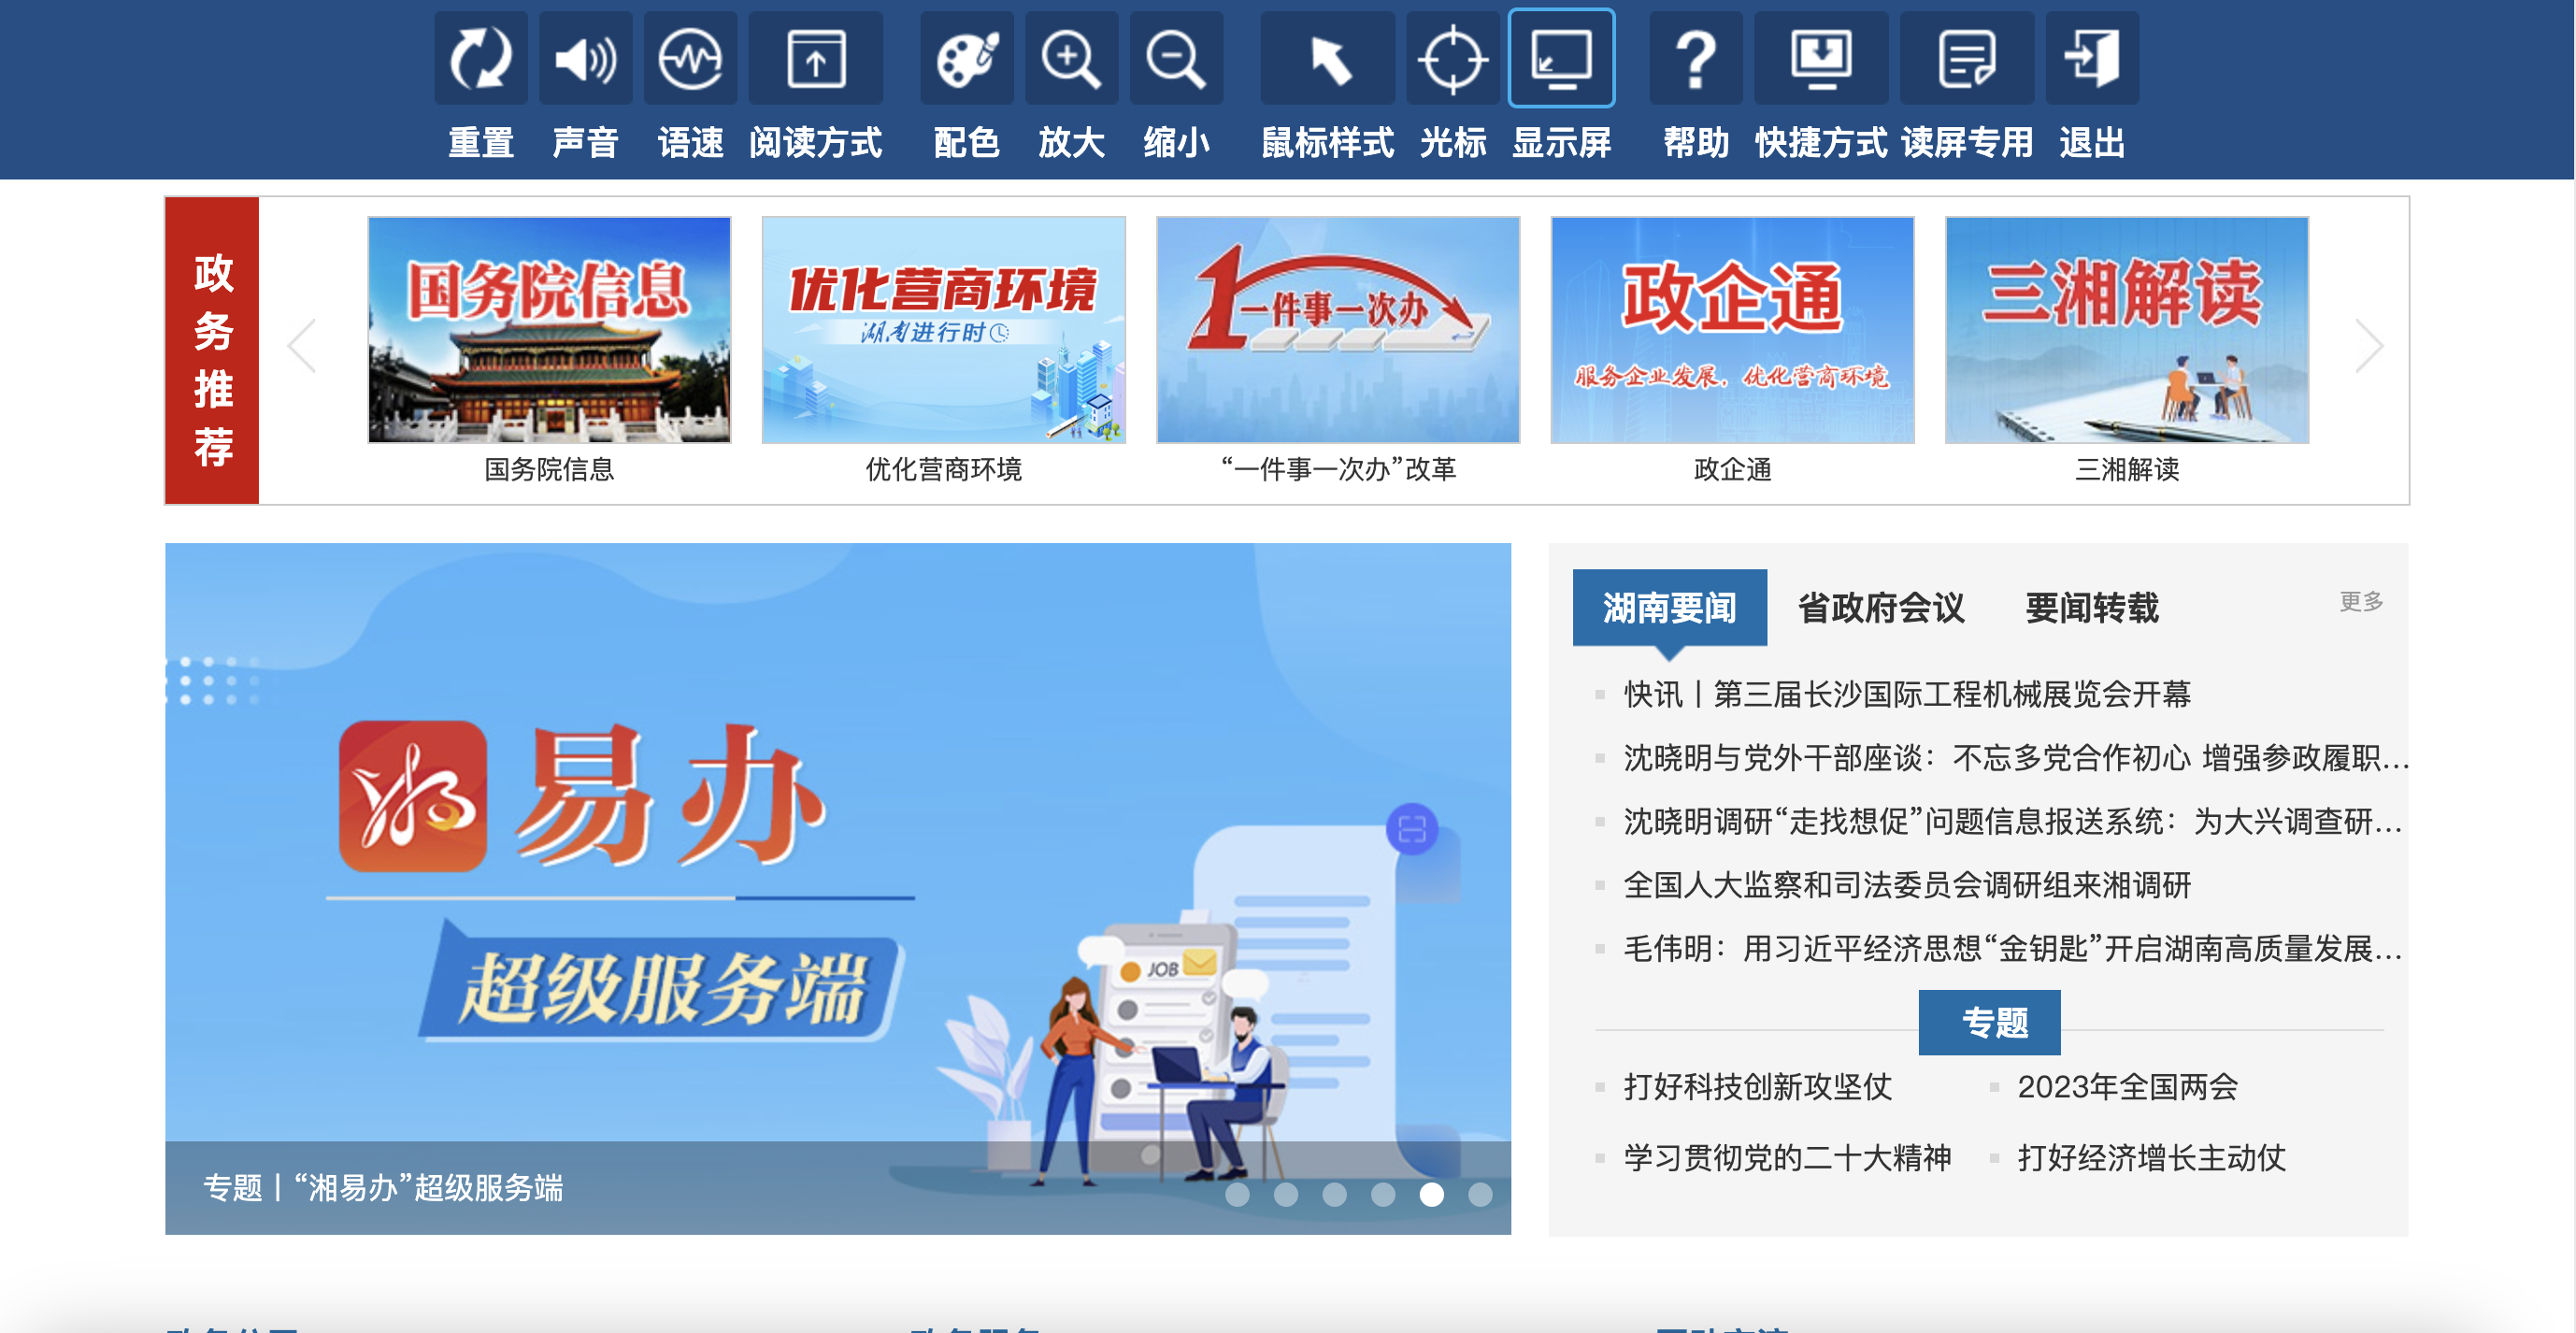 重置 声音 语速 阅读方式 配色 放大 缩小 鼠标样式 光标 显示屏 帮助 快捷方式 读屏专用 退出
政务推荐
国务院信息
优化营商环境
湖南进行时
1一件事一次办
政企通
服务企业发展，优化营商环境
三湘解读
国务院信息 优化营商环境 “一件事一次办”改革 政企通 三湘解读
湘易办
超级服务端
JOB
专题丨“湘易办”超级服务端
湖南要闻 省政府会议 要闻转载 更多
快讯丨第三届长沙国际工程机械展览会开幕
沈晓明与党外干部座谈：不忘多党合作初心 增强参政履职...
沈晓明调研“走找想促”问题信息报送系统：为大兴调查研...
全国人大监察和司法委员会调研组来湘调研
毛伟明：用习近平经济思想“金钥匙”开启湖南高质量发展...
专题
打好科技创新攻坚仗 2023年全国两会
学习贯彻党的二十大精神 打好经济增长主动仗